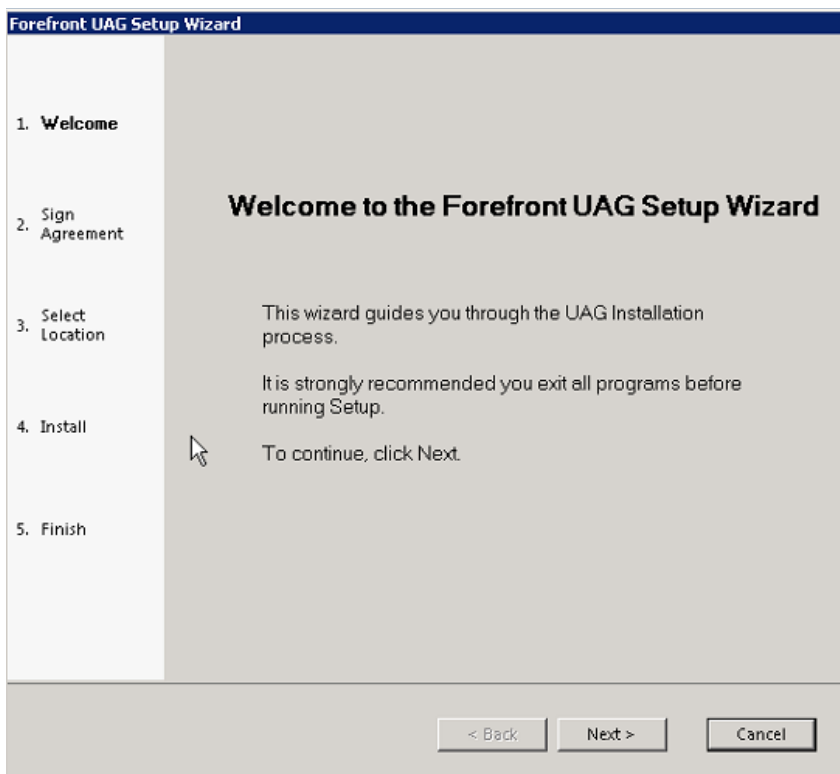 Forefront UAG Setup Wizard
1. Welcome
2. Sign
Agreement
3. Select
Location
4. Install
5. Finish
Welcome to the Forefront UAG Setup Wizard
This wizard guides you through the UAG Installation
process.
It is strongly recommended you exit all programs before
running Setup.
To continue, click Next.
< Back
Next >
Cancel